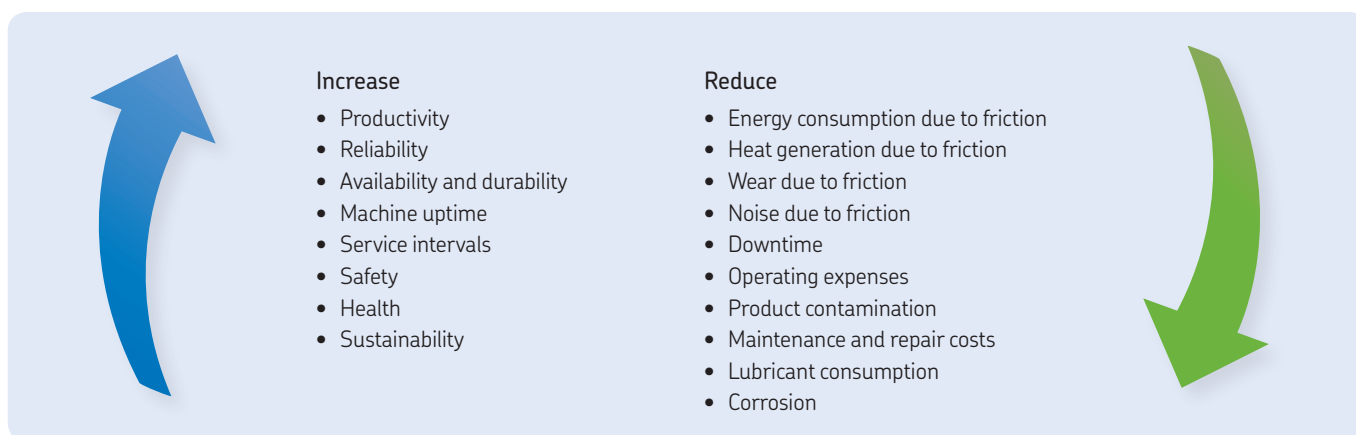 Increase
• Productivity
• Reliability
• Availability and durability
• Machine uptime
• Service intervals
• Safety
• Health
• Sustainability
Reduce
• Energy consumption due to friction
• Heat generation due to friction
• Wear due to friction
• Noise due to friction
• Downtime
• Operating expenses
• Product contamination
• Maintenance and repair costs
• Lubricant consumption
• Corrosion